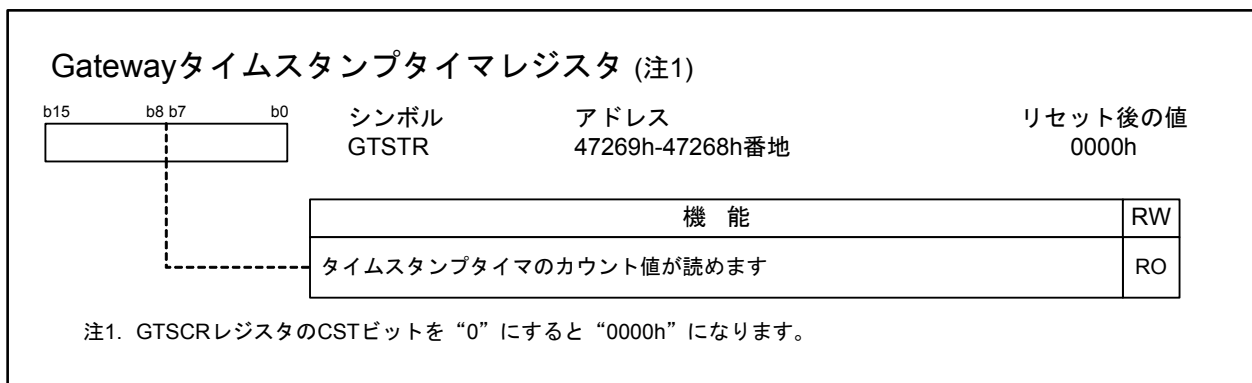 Gatewayタイムスタンプタイマレジスタ (注1)
b15 b8 b7 b0
シンボル アドレス リセット後の値
GTSTR 47269h-47268h番地 0000h
機 能 RW
タイムスタンプタイマのカウント値が読めます RO
注1. GTSCRレジスタのCSTビットを“0”にすると“0000h”になります。